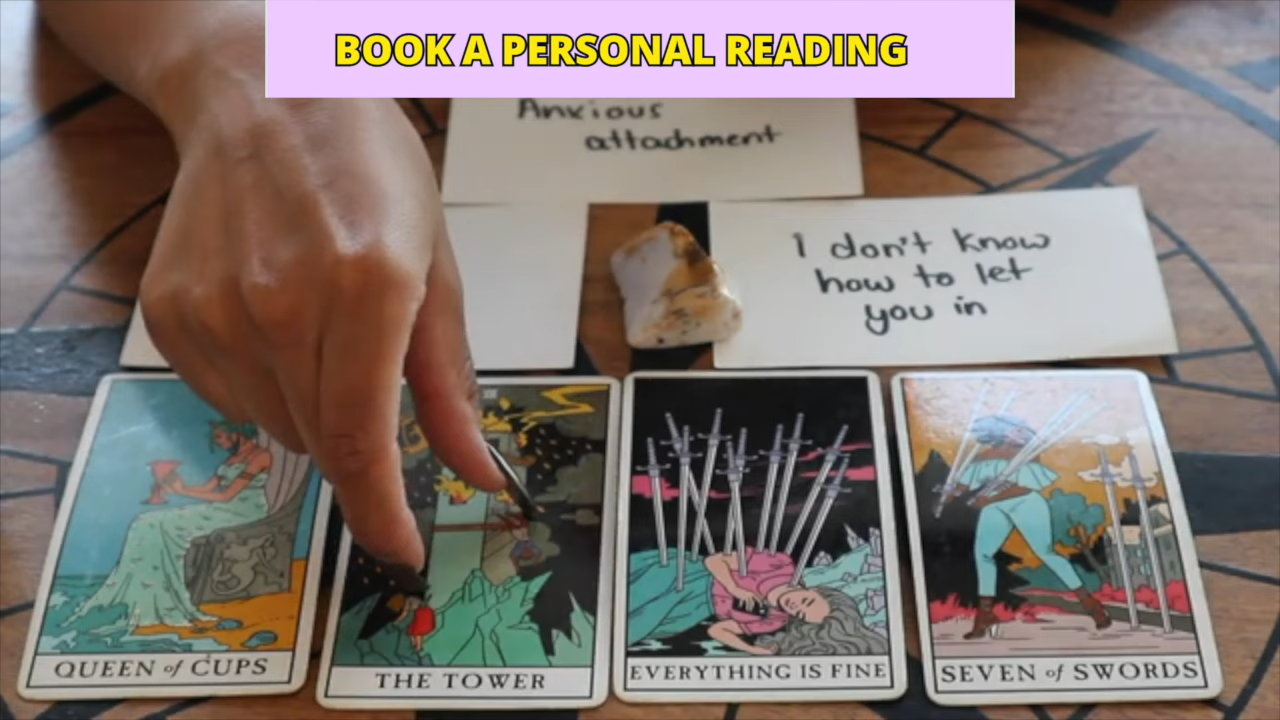 BOOK A PERSONAL READING
Anxious
attachment
I don't know
how to let
you in
QUEEN of CUPS
THE TOWER
EVERYTHING IS FINE
SEVEN of SWORDS